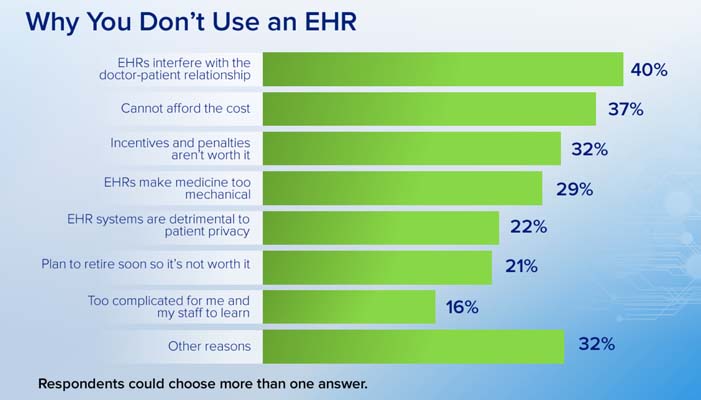 Why You Don’t Use an EHR
EHRs interfere with the
doctor-patient relationship
40%
Cannot afford the cost
37%
Incentives and penalties
aren't worth it
32%
EHRs make medicine too
mechanical
29%
EHR systems are detrimental to
patient privacy
22%
Plan to retire soon so it's not worth it
21%
Too complicated for me and
my staff to learn
16%
Other reasons
32%
Respondents could choose more than one answer.